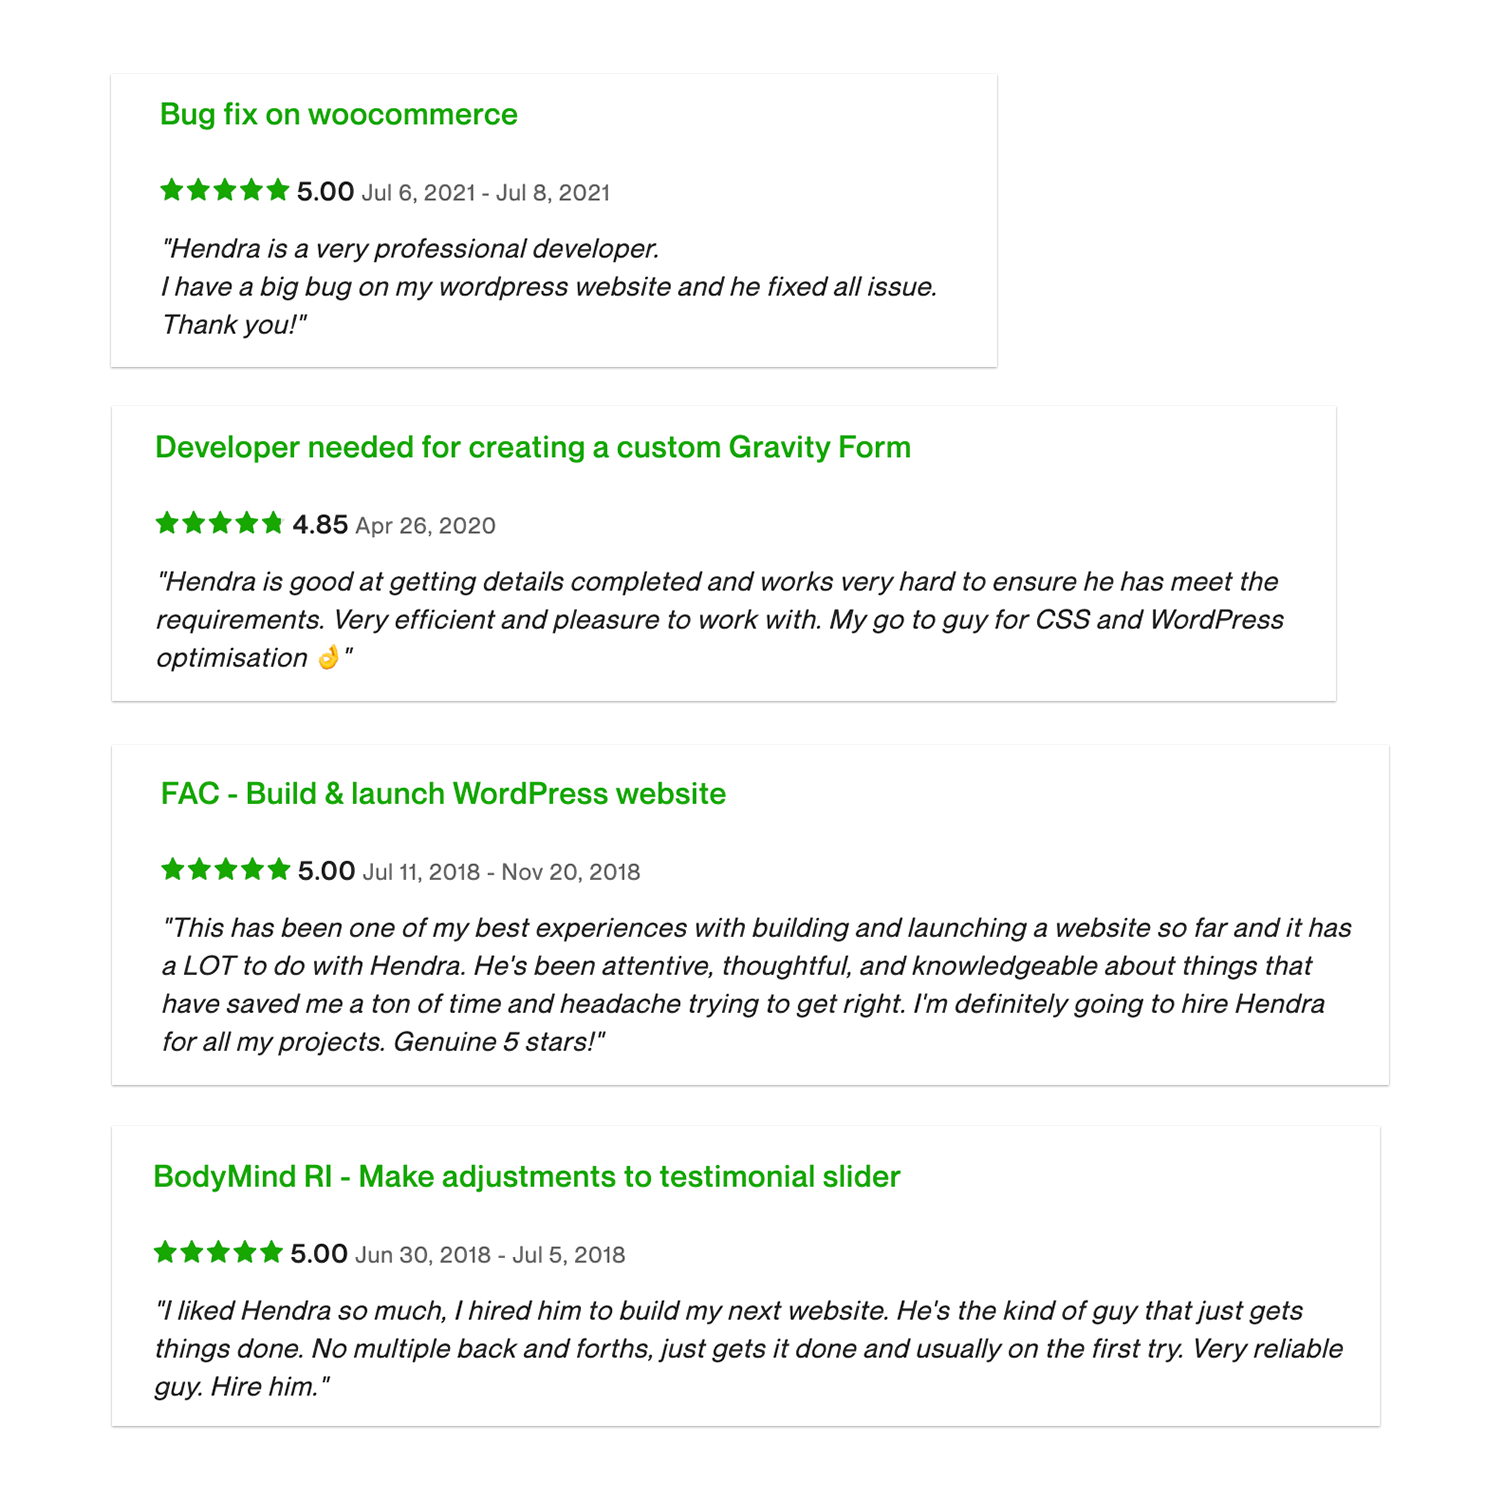 Bug fix on woocommerce
5.00 Jul 6, 2021 - Jul 8, 2021
"Hendra is a very professional developer.
I have a big bug on my wordpress website and he fixed all issue.
Thank you!"
Developer needed for creating a custom Gravity Form
4.85 Apr 26, 2020
"Hendra is good at getting details completed and works very hard to ensure he has meet the
requirements. Very efficient and pleasure to work with. My go to guy for CSS and WordPress
optimisation 👌"
FAC - Build & launch WordPress website
5.00 Jul 11, 2018 - Nov 20, 2018
"This has been one of my best experiences with building and launching a website so far and it has
a LOT to do with Hendra. He's been attentive, thoughtful, and knowledgeable about things that
have saved me a ton of time and headache trying to get right. I'm definitely going to hire Hendra
for all my projects. Genuine 5 stars!"
BodyMind RI - Make adjustments to testimonial slider
5.00 Jun 30, 2018 - Jul 5, 2018
"I liked Hendra so much, I hired him to build my next website. He's the kind of guy that just gets
things done. No multiple back and forths, just gets it done and usually on the first try. Very reliable
guy. Hire him."